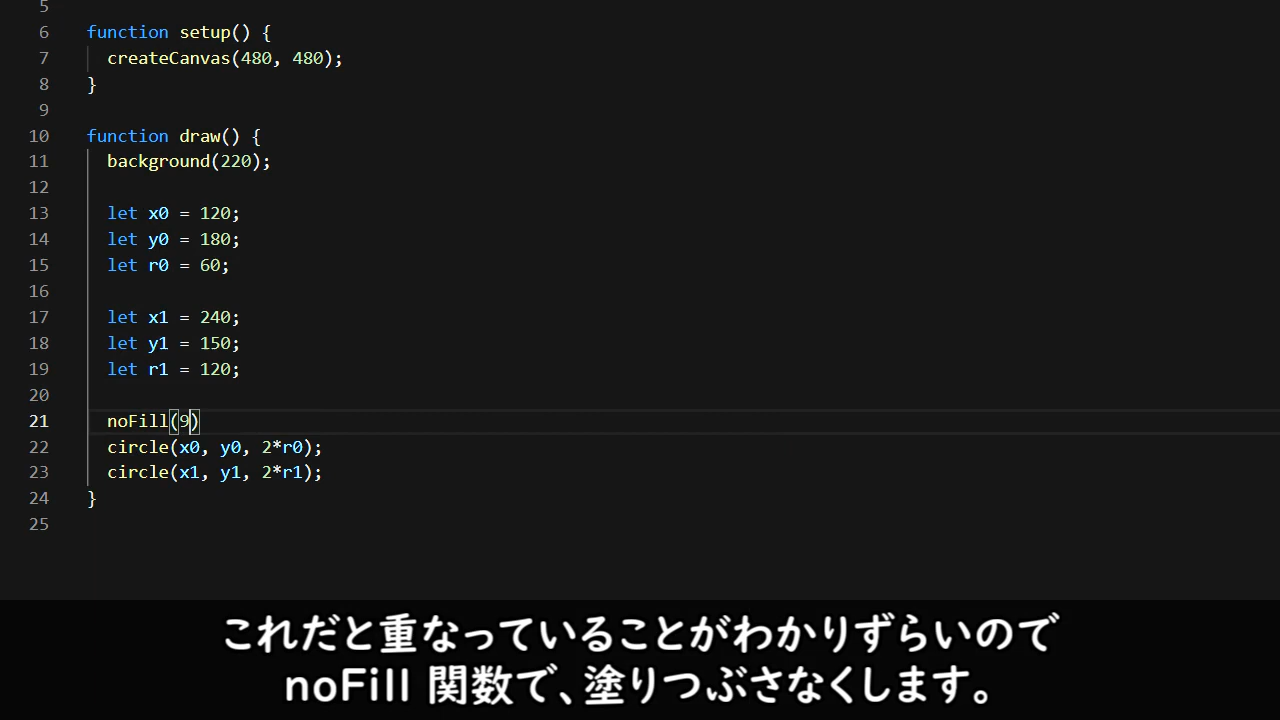 5
6 function setup() {
7 createCanvas(480, 480);
8 }
9
10 function draw() {
11 background(220);
12
13 let x0 = 120;
14 let y0 = 180;
15 let r0 = 60;
16
17 let x1 = 240;
18 let y1 = 150;
19 let r1 = 120;
20
21 noFill(9)
22 circle(x0, y0, 2*r0);
23 circle(x1, y1, 2*r1);
24 }
25
これだと重なっていることがわかりずらいので
noFill 関数で、塗りつぶさなくします。